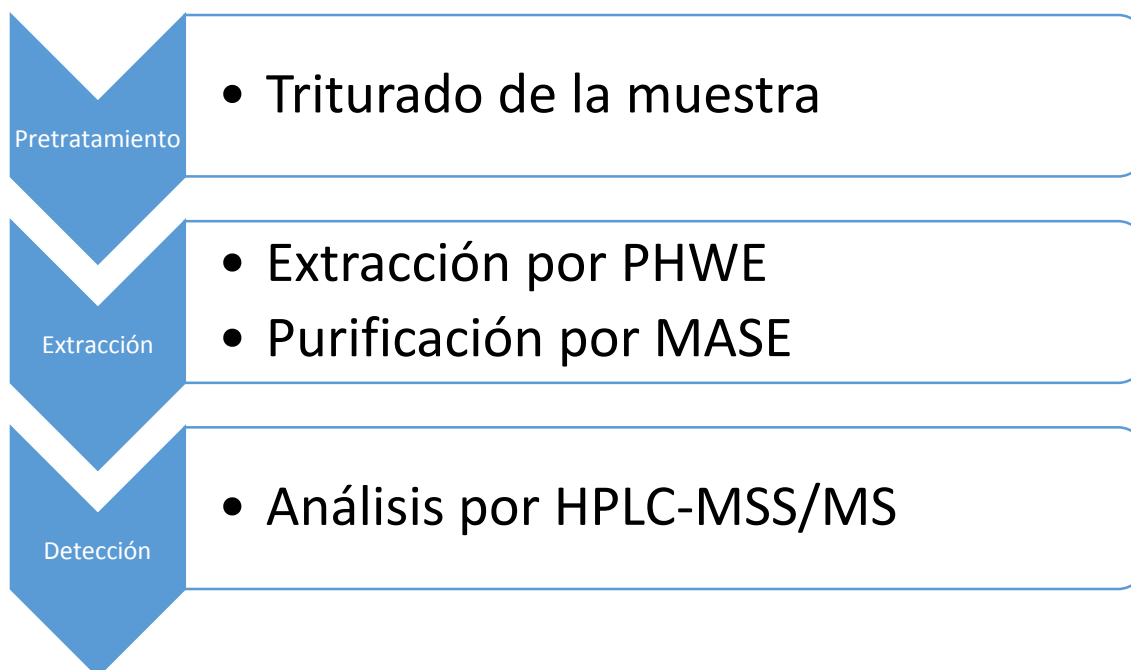 Pretratamiento
• Triturado de la muestra
Extracción
• Extracción por PHWE
• Purificación por MASE
Detección
• Análisis por HPLC-MSS/MS